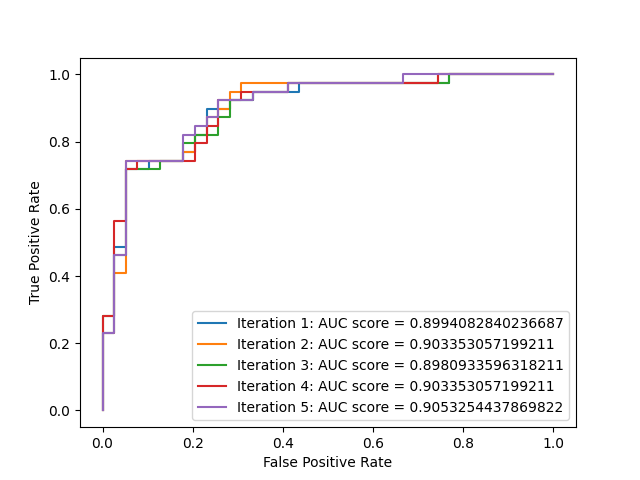 1.0
0.8
0.6
0.4
0.2
0.0
True Positive Rate
Iteration 1: AUC score = 0.8994082840236687
Iteration 2: AUC score = 0.903353057199211
Iteration 3: AUC score = 0.8980933596318211
Iteration 4: AUC score = 0.903353057199211
Iteration 5: AUC score = 0.9053254437869822
0.0 0.2 0.4 0.6 0.8 1.0
False Positive Rate